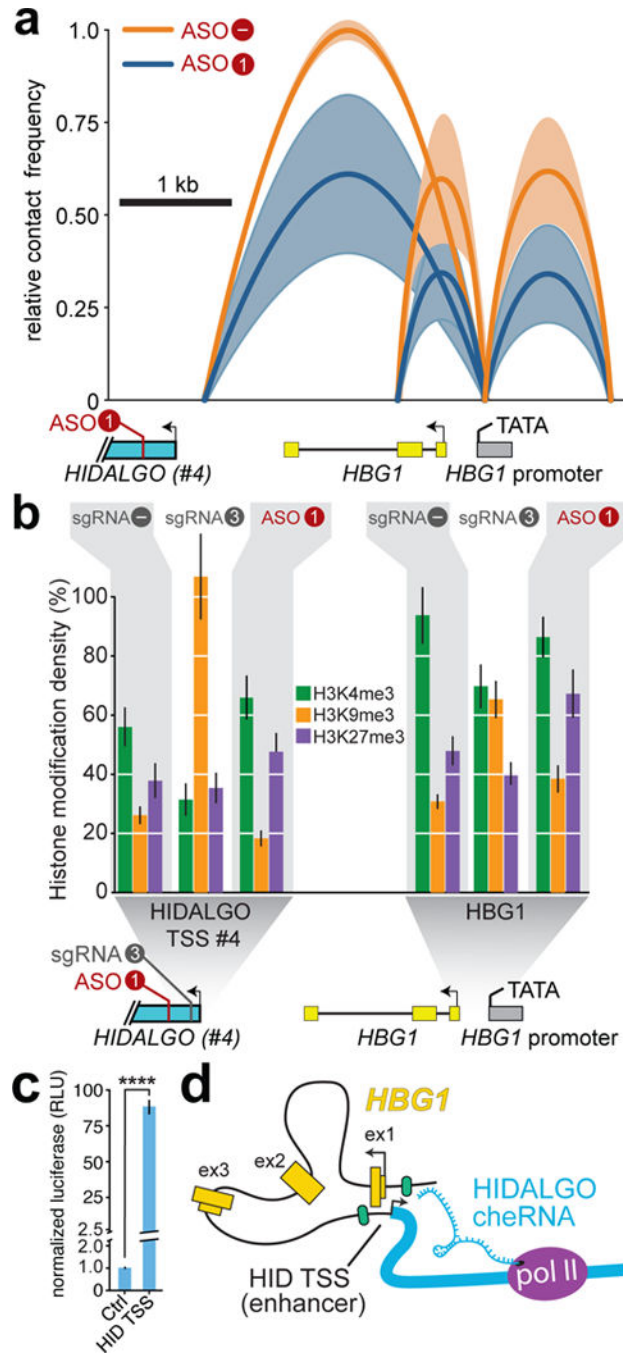 a
ASO −
ASO 1
1.0
0.75
0.50
0.25
0
relative contact frequency
1 kb
ASO 1
HIDALGO (#4)
HBG1
TATA
HBG1 promoter
b
sgRNA −
sgRNA 3
ASO 1
sgRNA −
sgRNA 3
ASO 1
Histone modification density (%)
100
80
60
40
20
0
H3K4me3
H3K9me3
H3K27me3
HIDALGO
TSS #4
HBG1
sgRNA 3
ASO 1
HIDALGO (#4)
HBG1
TATA
HBG1 promoter
c
normalized luciferase (RLU)
****
100
75
50
25
2.5
2.0
1.0
0
Ctrl
HID TSS
d
HBG1
ex1
ex2
ex3
HIDALGO
cheRNA
HID TSS
(enhancer)
pol II